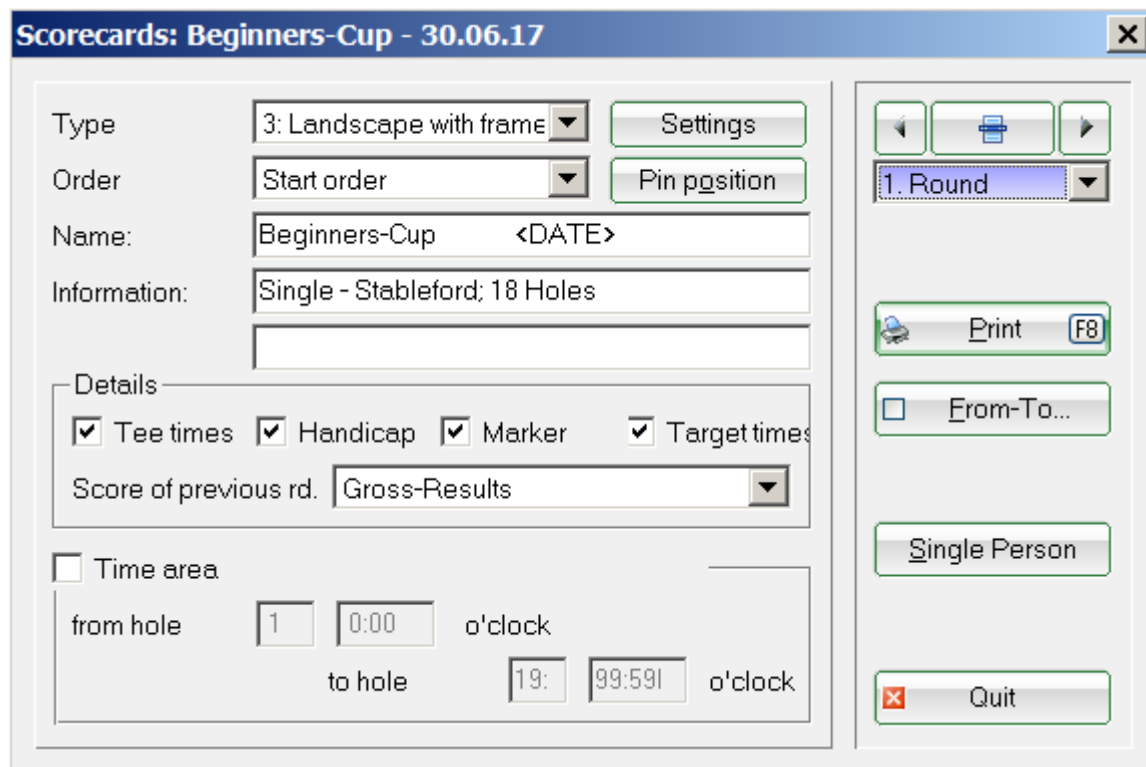 Scorecards: Beginners-Cup - 30.06.17
Type 3: Landscape with frame Settings
Order Start order Pin position
1. Round
Name: Beginners-Cup <DATE>
Information: Single - Stableford; 18 Holes
Print F8
Details
From-To...
Tee times Handicap Marker Target times
Score of previous rd. Gross-Results
Single Person
Time area
from hole 1 0:00 o'clock
to hole 19: 99:59 o'clock
Quit